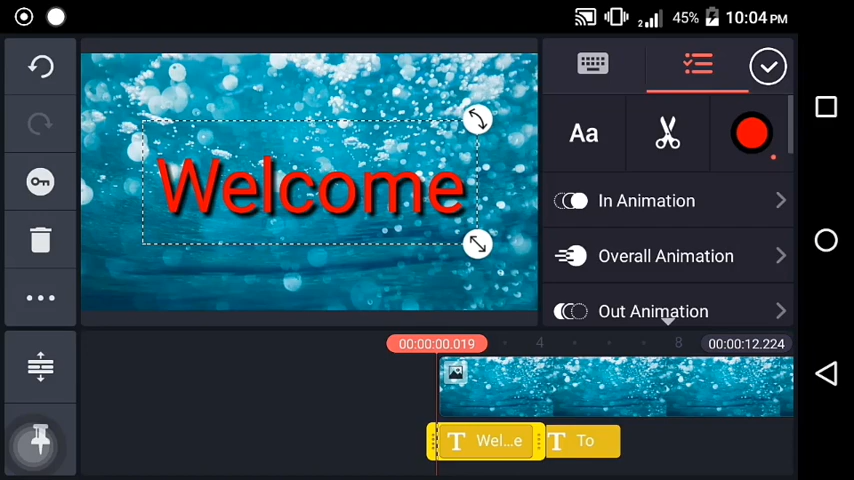 2 45% 10:04 PM
Welcome
Aa
In Animation
Overall Animation
Out Animation
00:00:00.019
4
8
00:00:12.224
T Wel...e
T To